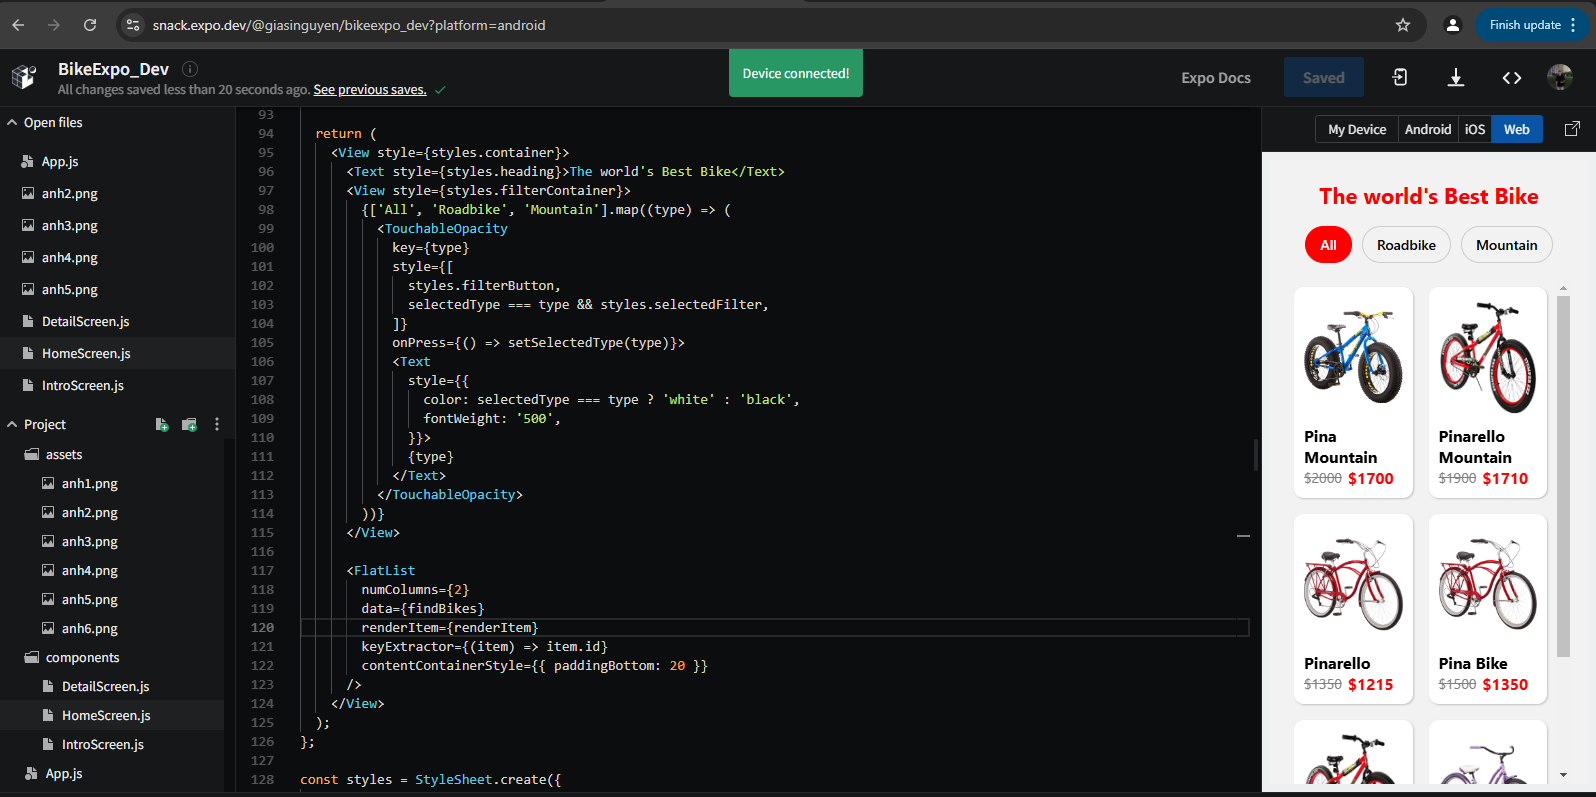 snack.expo.dev/@giasinguyen/bikeexpo_dev?platform=android
Finish update
BikeExpo_Dev
All changes saved less than 20 seconds ago. See previous saves.
Device connected!
Expo Docs
Saved
Open files
App.js
anh2.png
anh3.png
anh4.png
anh5.png
DetailScreen.js
HomeScreen.js
IntroScreen.js
Project
assets
anh1.png
anh2.png
anh3.png
anh4.png
anh5.png
anh6.png
components
DetailScreen.js
HomeScreen.js
IntroScreen.js
App.js
93
94 return (
95 <View style={styles.container}>
96 <Text style={styles.heading}>The world's Best Bike</Text>
97 <View style={styles.filterContainer}>
98 {['All', 'Roadbike', 'Mountain'].map((type) => (
99 <TouchableOpacity
100 key={type}
101 style={[
102 styles.filterButton,
103 selectedType === type && styles.selectedFilter,
104 ]}
105 onPress={() => setSelectedType(type)}>
106 <Text
107 style={{
108 color: selectedType === type ? 'white' : 'black',
109 fontWeight: '500',
110 }}>
111 {type}
112 </Text>
113 </TouchableOpacity>
114 ))}
115 </View>
116
117 <FlatList
118 numColumns={2}
119 data={findBikes}
120 renderItem={renderItem}
121 keyExtractor={(item) => item.id}
122 contentContainerStyle={{ paddingBottom: 20 }}
123 />
124 </View>
125 );
126 };
127
128 const styles = StyleSheet.create({
My Device
Android
iOS
Web
The world's Best Bike
All
Roadbike
Mountain
Pina Mountain
$2000 $1700
Pinarello Mountain
$1900 $1710
Pinarello
$1350 $1215
Pina Bike
$1500 $1350